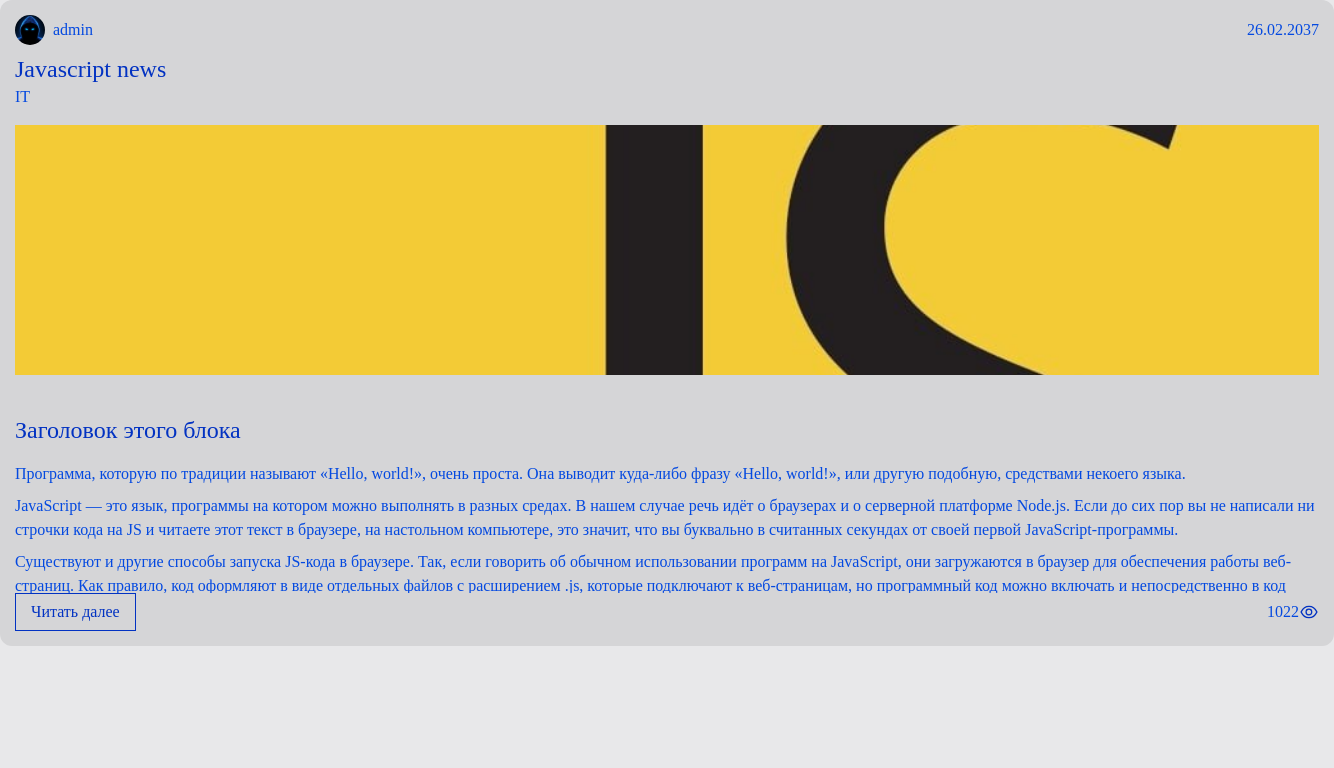 admin
26.02.2037
Javascript news
IT
JS
Заголовок этого блока
Программа, которую по традиции называют «Hello, world!», очень проста. Она выводит куда-либо фразу «Hello, world!», или другую подобную, средствами некоего языка.
JavaScript — это язык, программы на котором можно выполнять в разных средах. В нашем случае речь идёт о браузерах и о серверной платформе Node.js. Если до сих пор вы не написали ни
строчки кода на JS и читаете этот текст в браузере, на настольном компьютере, это значит, что вы буквально в считанных секундах от своей первой JavaScript-программы.
Существуют и другие способы запуска JS-кода в браузере. Так, если говорить об обычном использовании программ на JavaScript, они загружаются в браузер для обеспечения работы веб-
страниц. Как правило, код оформляют в виде отдельных файлов с расширением .js, которые подключают к веб-страницам, но программный код можно включать и непосредственно в код
Читать далее
1022